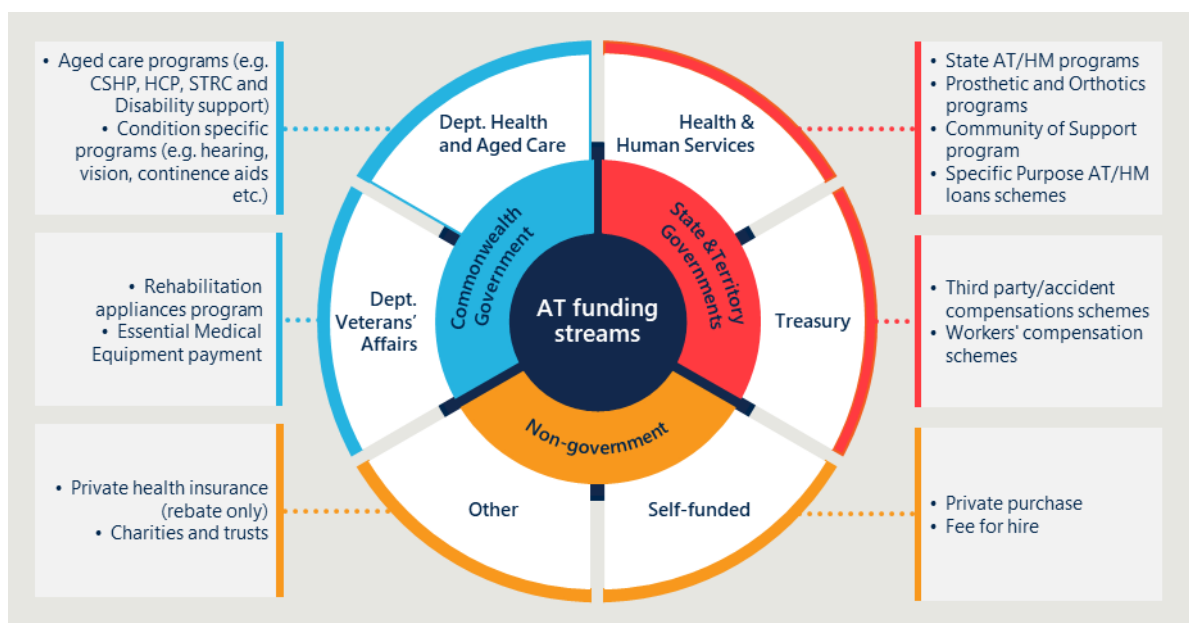 • Aged care programs (e.g.
CSHP, HCP, STRC and
Disability support)
• Condition specific
programs (e.g. hearing,
vision, continence aids
etc.)
• Rehabilitation
appliances program
• Essential Medical
Equipment payment
• Private health insurance
(rebate only)
• Charities and trusts
Dept. Health
and Aged Care
Health &
Human Services
Dept.
Veterans’
Affairs
Treasury
Other
Self-funded
Commonwealth
Government
State &Territory
Governments
Non-government
AT funding
streams
• State AT/HM programs
• Prosthetic and Orthotics
programs
• Community of Support
program
• Specific Purpose AT/HM
loans schemes
• Third party/accident
compensations schemes
• Workers' compensation
schemes
• Private purchase
• Fee for hire